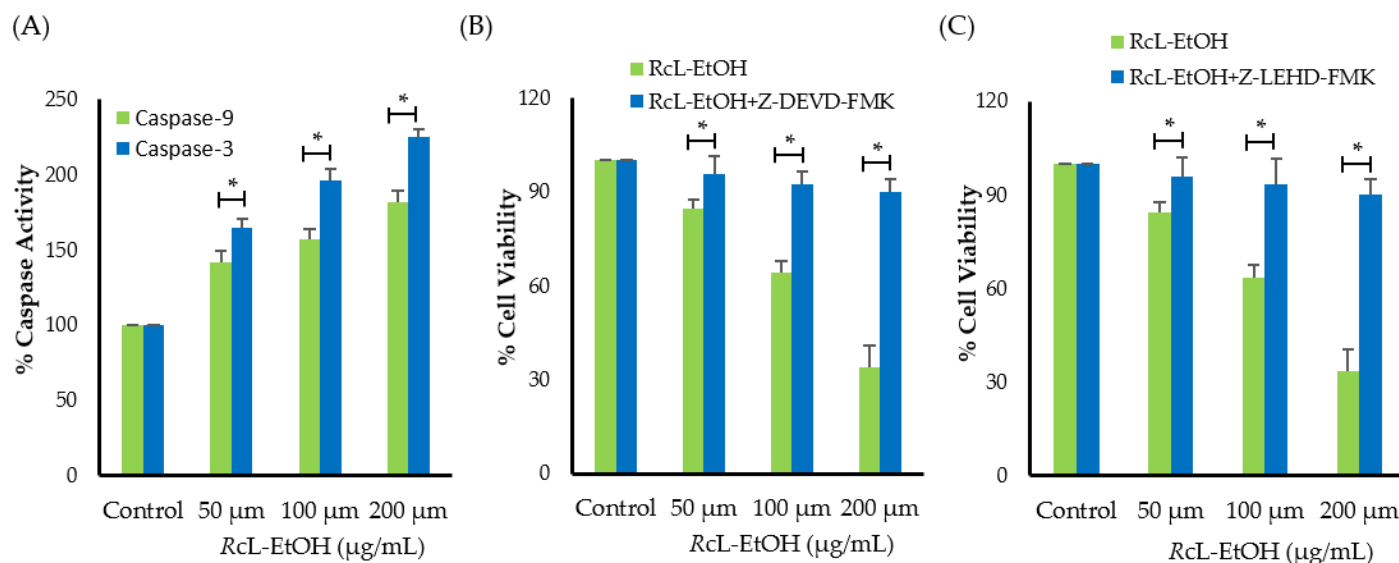 (A)
Caspase-9
Caspase-3
% Caspase Activity
250
200
150
100
50
0
*
*
*
Control
50 μm
100 μm
200 μm
RcL-EtOH (μg/mL)
(B)
RcL-EtOH
RcL-EtOH+Z-DEVD-FMK
% Cell Viability
120
90
60
30
0
*
*
*
Control
50 μm
100 μm
200 μm
RcL-EtOH (μg/mL)
(C)
RcL-EtOH
RcL-EtOH+Z-LEHD-FMK
% Cell Viability
120
90
60
30
0
*
*
*
Control
50 μm
100 μm
200 μm
RcL-EtOH (μg/mL)